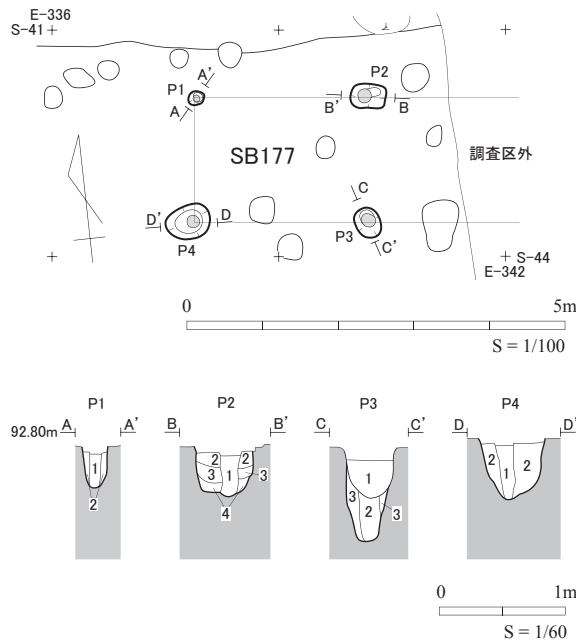 E-336
S-41
P1
A'
A
P2
B'
B
SB177
調査区外
D'
D
P4
C
P3
C'
S-44
E-342
0
5m
S = 1/100
P1
P2
P3
P4
92.80m
A
A'
B
B'
C
C'
D
D'
1
2
2
2
3
1
3
4
1
3
2
3
2
1
2
0
1m
S = 1/60